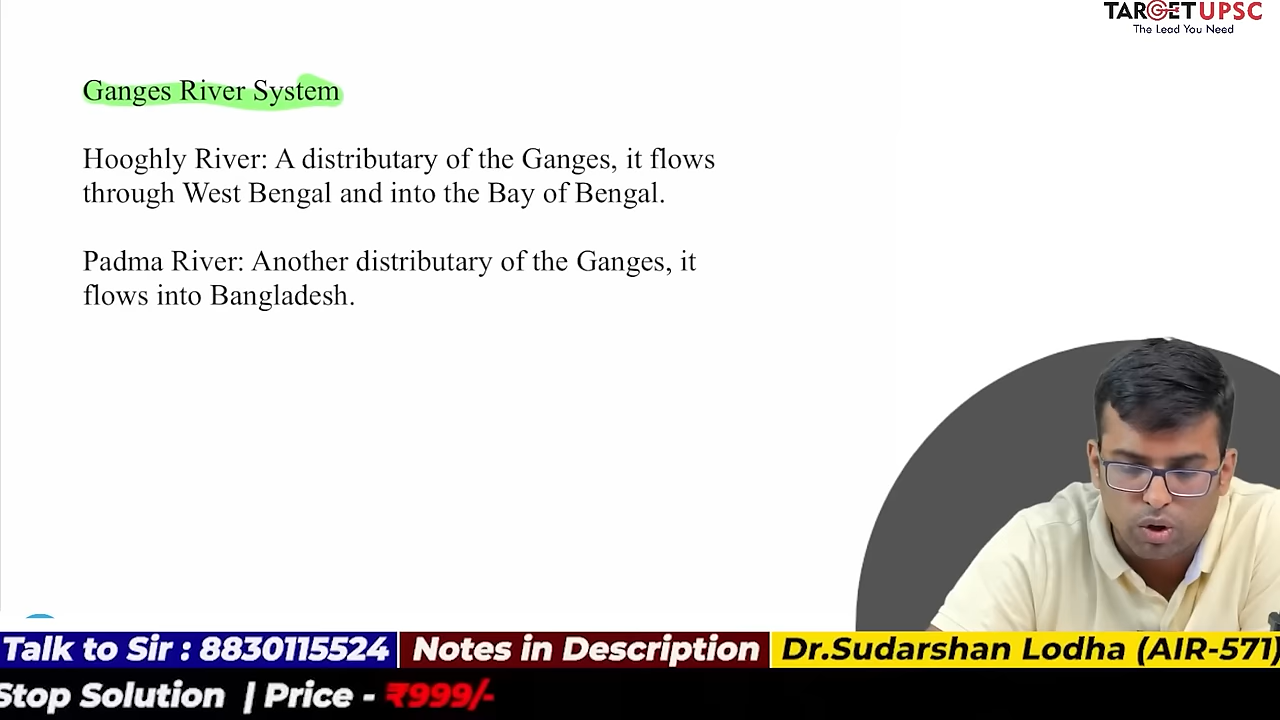 TARGET UPSC
The Lead You Need
Ganges River System
Hooghly River: A distributary of the Ganges, it flows
through West Bengal and into the Bay of Bengal.
Padma River: Another distributary of the Ganges, it
flows into Bangladesh.
Talk to Sir : 8830115524
Notes in Description
Dr.Sudarshan Lodha (AIR-571)
Stop Solution | Price - ₹999/-